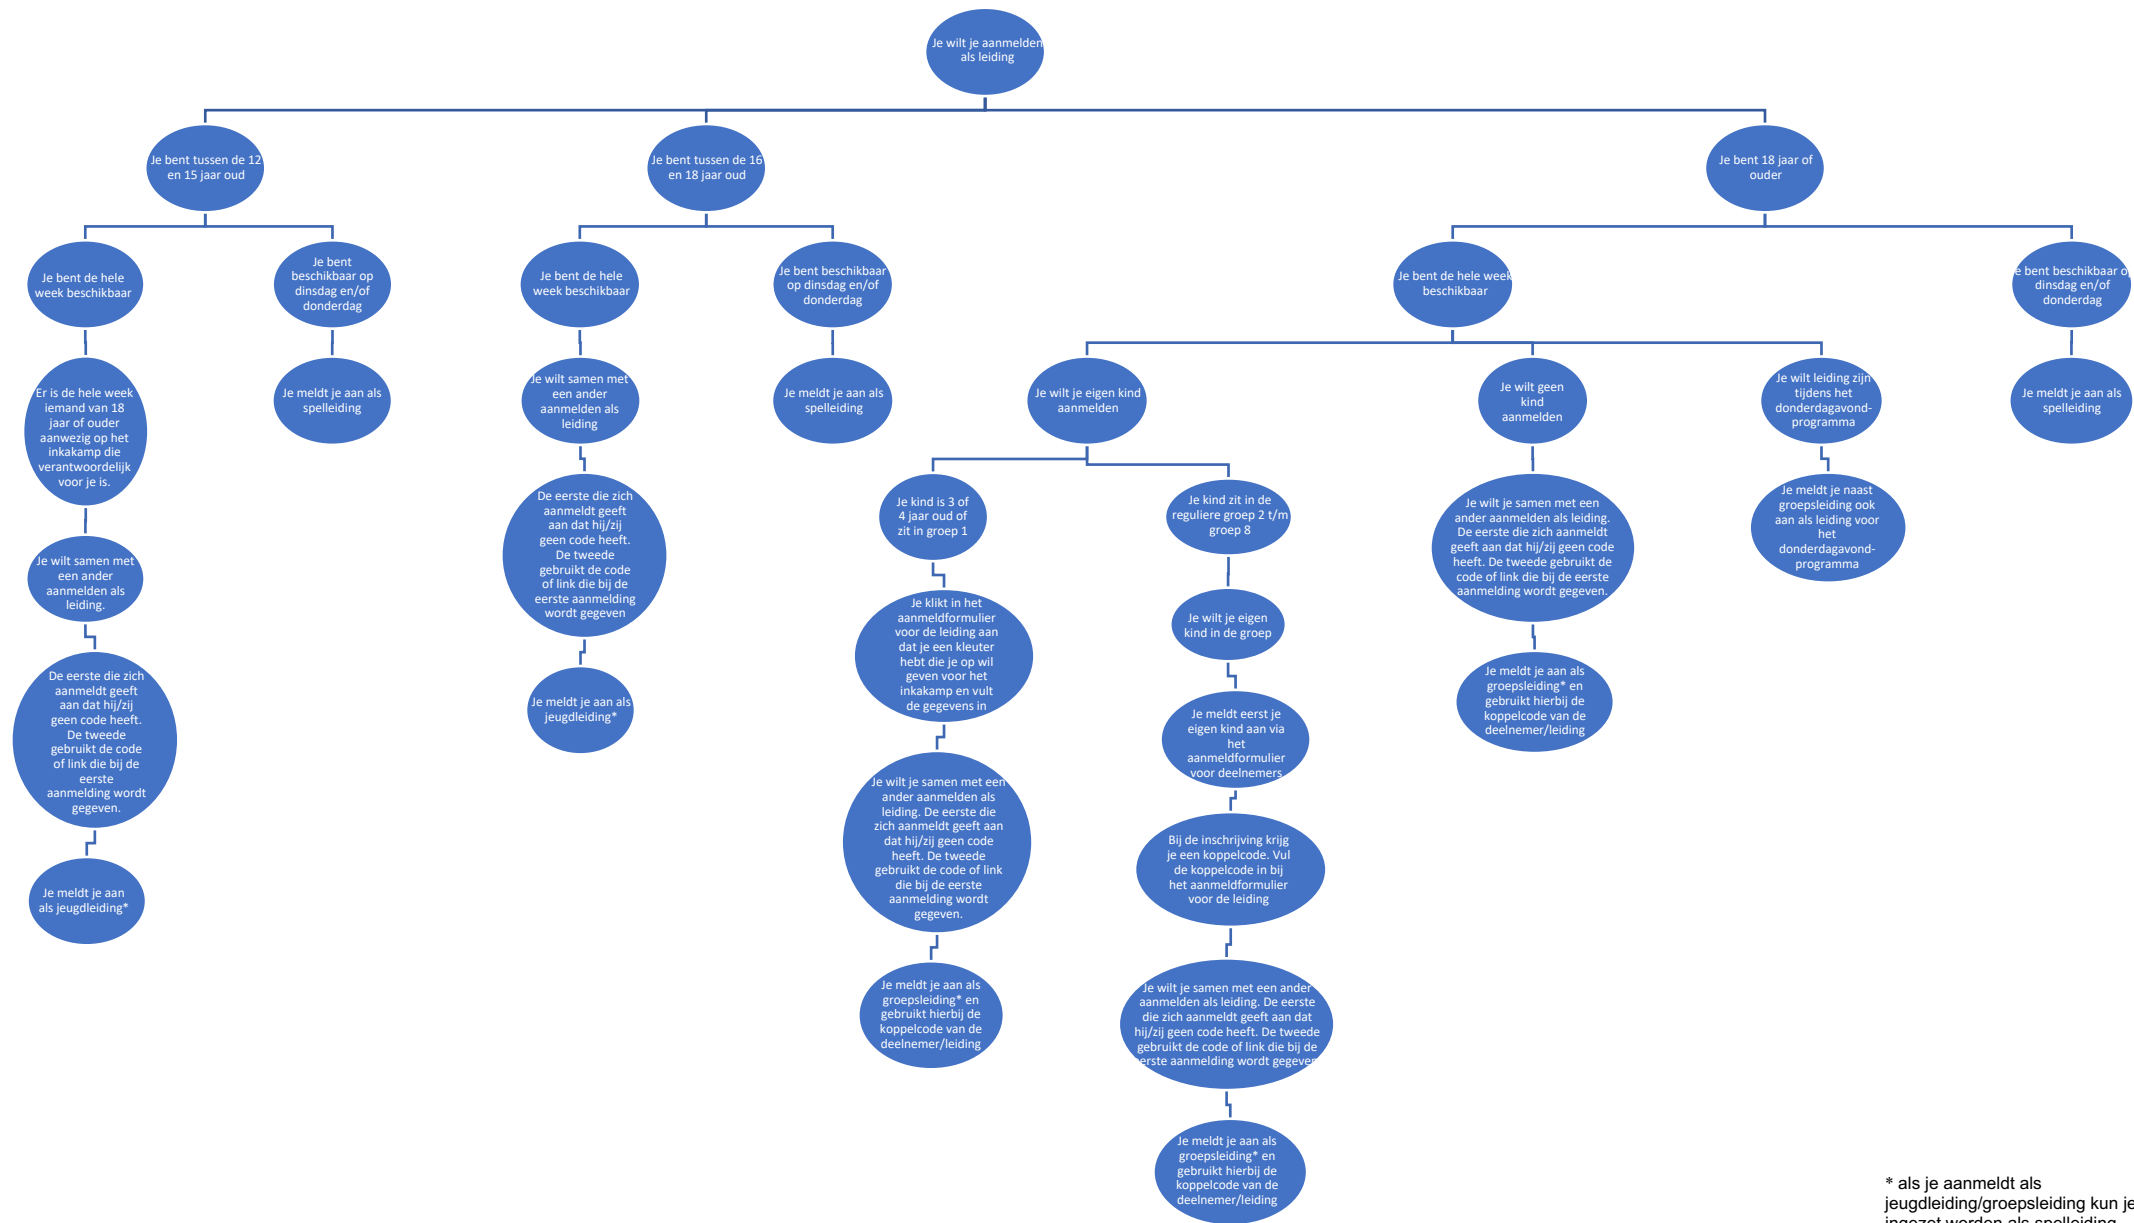 Je wilt je aanmelden
als leiding
Je bent tussen de 12
en 15 jaar oud
Je bent tussen de 16
en 18 jaar oud
Je bent 18 jaar of
ouder
Je bent de hele
week beschikbaar
Je bent
beschikbaar op
dinsdag en/of
donderdag
Je bent de hele
week beschikbaar
Je bent beschikbaar
op dinsdag en/of
donderdag
Je bent de hele week
beschikbaar
e bent beschikbaar o
dinsdag en/of
donderdag
Er is de hele week
iemand van 18
jaar of ouder
aanwezig op het
inkakamp die
verantwoordelijk
voor je is.
Je meldt je aan als
spelleiding
Je wilt samen met
een ander
aanmelden als
leiding
Je meldt je aan als
spelleiding
Je wilt je eigen kind
aanmelden
Je wilt geen
kind
aanmelden
Je wilt leiding zijn
tijdens het
donderdagavond-
programma
Je meldt je aan als
spelleiding
Je wilt samen met
een ander
aanmelden als
leiding.
De eerste die zich
aanmeldt geeft
aan dat hij/zij
geen code heeft.
De tweede
gebruikt de code
of link die bij de
eerste aanmelding
wordt gegeven
Je kind is 3 of
4 jaar oud of
zit in groep 1
Je kind zit in de
reguliere groep 2 t/m
groep 8
Je wilt je samen met een
ander aanmelden als leiding.
De eerste die zich aanmeldt
geeft aan dat hij/zij geen code
heeft. De tweede gebruikt de
code of link die bij de eerste
aanmelding wordt gegeven.
Je meldt je naast
groepsleiding ook
aan als leiding voor
het
donderdagavond-
programma
De eerste die zich
aanmeldt geeft
aan dat hij/zij
geen code heeft.
De tweede
gebruikt de code
of link die bij de
eerste
aanmelding wordt
gegeven.
Je meldt je aan als
jeugdleiding*
Je klikt in het
aanmeldformulier
voor de leiding aan
dat je een kleuter
hebt die je op wil
geven voor het
inkakamp en vult
de gegevens in
Je wilt je eigen
kind in de groep
Je meldt je aan als
groepsleiding* en
gebruikt hierbij de
koppelcode van de
deelnemer/leiding
Je meldt je aan
als jeugdleiding*
Je wilt je samen met een
ander aanmelden als
leiding. De eerste die
zich aanmeldt geeft aan
dat hij/zij geen code
heeft. De tweede
gebruikt de code of link
die bij de eerste
aanmelding wordt
gegeven.
Je meldt eerst je
eigen kind aan via
het
aanmeldformulier
voor deelnemers
Bij de inschrijving krijg
je een koppelcode. Vul
de koppelcode in bij
het aanmeldformulier
voor de leiding
Je meldt je aan als
groepsleiding* en
gebruikt hierbij de
koppelcode van de
deelnemer/leiding
Je wilt je samen met een ander
aanmelden als leiding. De eerste
die zich aanmeldt geeft aan dat
hij/zij geen code heeft. De tweede
gebruikt de code of link die bij de
eerste aanmelding wordt gegeven
Je meldt je aan als
groepsleiding* en
gebruikt hierbij de
koppelcode van de
deelnemer/leiding
* als je aanmeldt als
jeugdleiding/groepsleiding kun je
ingezet worden als spelleiding